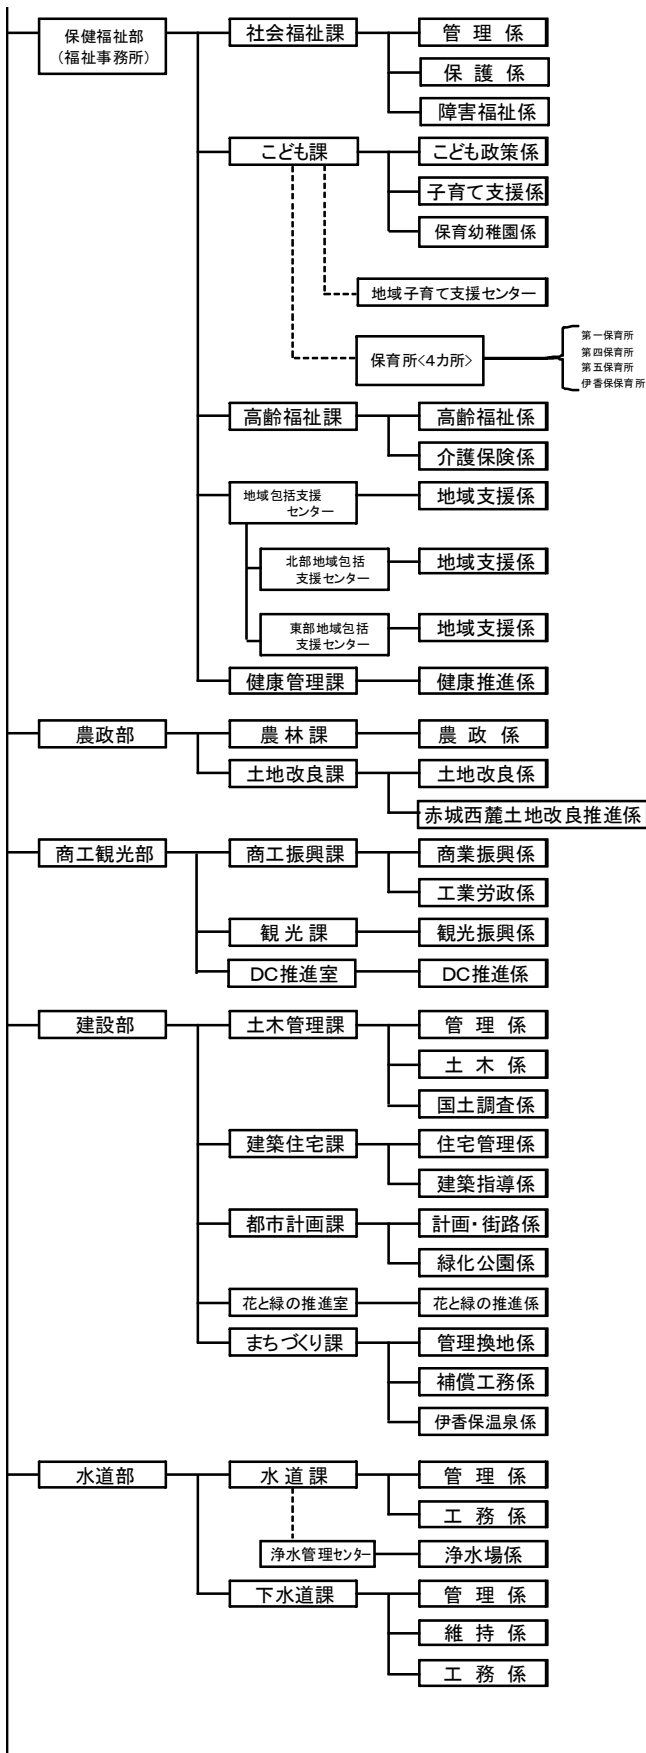 保健福祉部
（福祉事務所）
社会福祉課
管 理 係
保 護 係
障害福祉係
こども課
こども政策係
子育て支援係
保育幼稚園係
地域子育て支援センター
保育所<4カ所>
第一保育所
第四保育所
第五保育所
伊香保保育所
高齢福祉課
高齢福祉係
介護保険係
地域包括支援
センター
地域支援係
北部地域包括
支援センター
地域支援係
東部地域包括
支援センター
地域支援係
健康管理課
健康推進係
農政部
農 林 課
農 政 係
土地改良課
土地改良係
赤城西麓土地改良推進係
商工観光部
商工振興課
商業振興係
工業労政係
観 光 課
観光振興係
DC推進室
DC推進係
建設部
土木管理課
管 理 係
土 木 係
国土調査係
建築住宅課
住宅管理係
建築指導係
都市計画課
計画・街路係
緑化公園係
花と緑の推進室
花と緑の推進係
まちづくり課
管理換地係
補償工務係
伊香保温泉係
水道部
水 道 課
管 理 係
工 務 係
浄水管理センター
浄水場係
下水道課
管 理 係
維 持 係
工 務 係